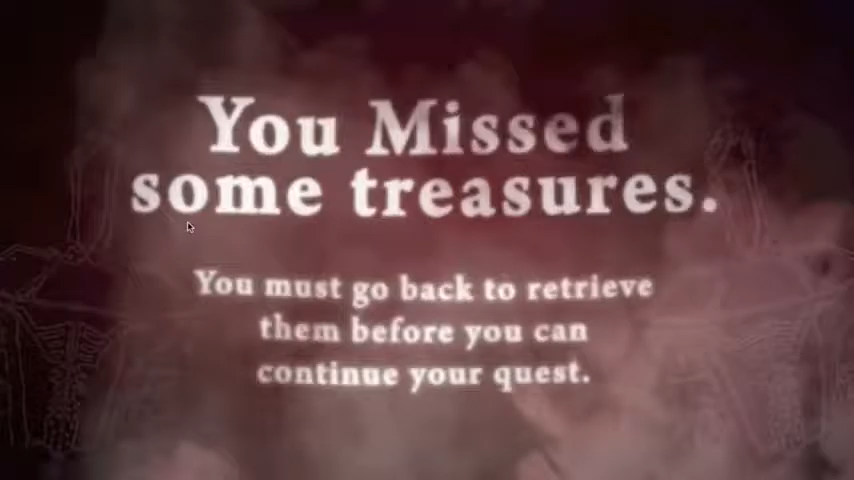 You Missed
some treasures.
You must go back to retrieve
them before you can
continue your quest.